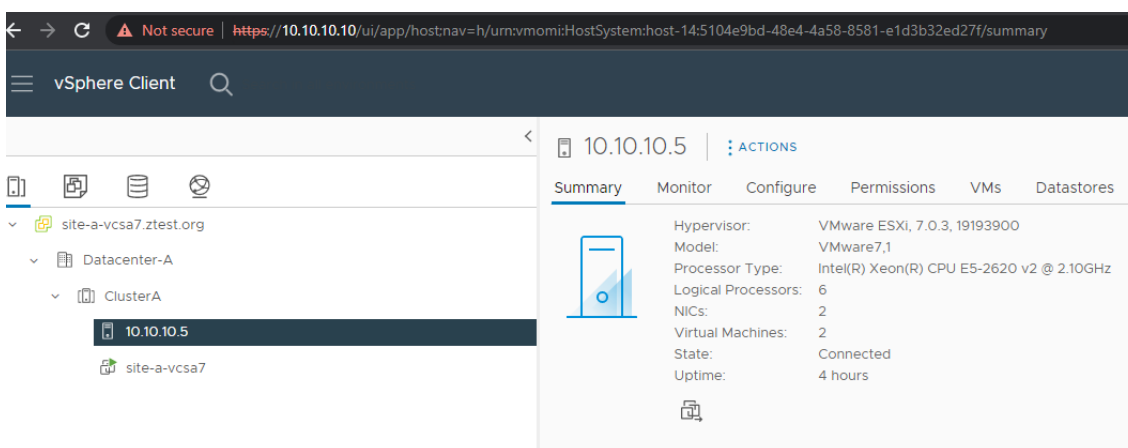 Not secure | https://10.10.10.10/ui/app/host;nav=h/urn:vmomi:HostSystem:host-14:5104e9bd-48e4-4a58-8581-e1d3b32ed27f/summary
vSphere Client
10.10.10.5 ACTIONS
Summary Monitor Configure Permissions VMs Datastores
site-a-vcsa7.ztest.org
Datacenter-A
ClusterA
10.10.10.5
site-a-vcsa7
Hypervisor: VMware ESXi, 7.0.3, 19193900
Model: VMware7,1
Processor Type: Intel(R) Xeon(R) CPU E5-2620 v2 @ 2.10GHz
Logical Processors: 6
NICs: 2
Virtual Machines: 2
State: Connected
Uptime: 4 hours